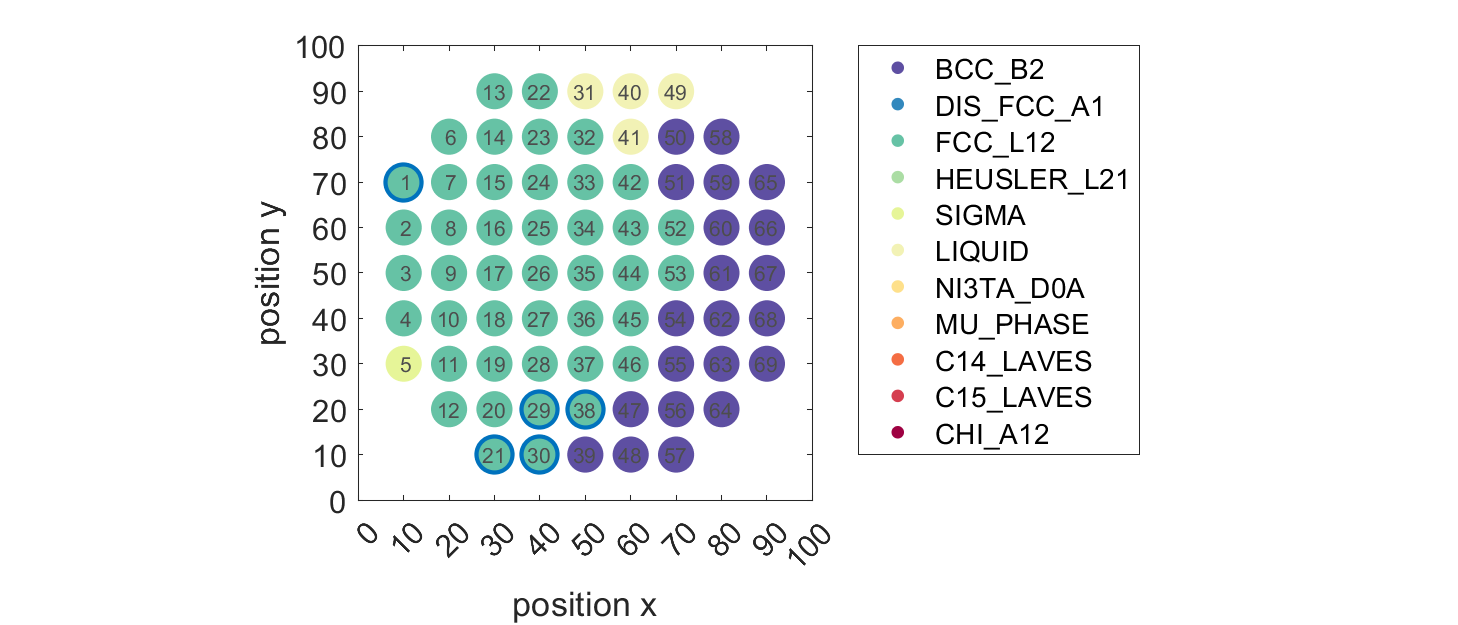 100
90
80
70
60
50
40
30
20
10
0
position y
13 22 31 40 49
6 14 23 32 41 50 58
1 7 15 24 33 42 51 59 65
2 8 16 25 34 43 52 60 66
3 9 17 26 35 44 53 61 67
4 10 18 27 36 45 54 62 68
5 11 19 28 37 46 55 63 69
12 20 29 38 47 56 64
21 30 39 48 57
0 10 20 30 40 50 60 70 80 90 100
position x
BCC_B2
DIS_FCC_A1
FCC_L12
HEUSLER_L21
SIGMA
LIQUID
NI3TA_D0A
MU_PHASE
C14_LAVES
C15_LAVES
CHI_A12